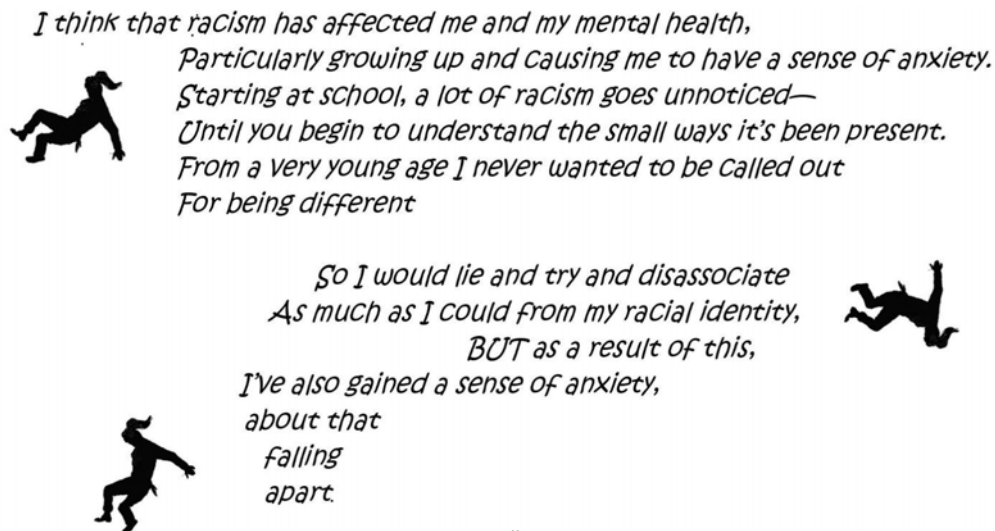 I think that racism has affected me and my mental health,
Particularly growing up and causing me to have a sense of anxiety.
Starting at school, a lot of racism goes unnoticed—
Until you begin to understand the small ways it's been present.
From a very young age I never wanted to be called out
For being different
So I would lie and try and disassociate
As much as I could from my racial identity,
BUT as a result of this,
I've also gained a sense of anxiety,
about that
falling
apart.